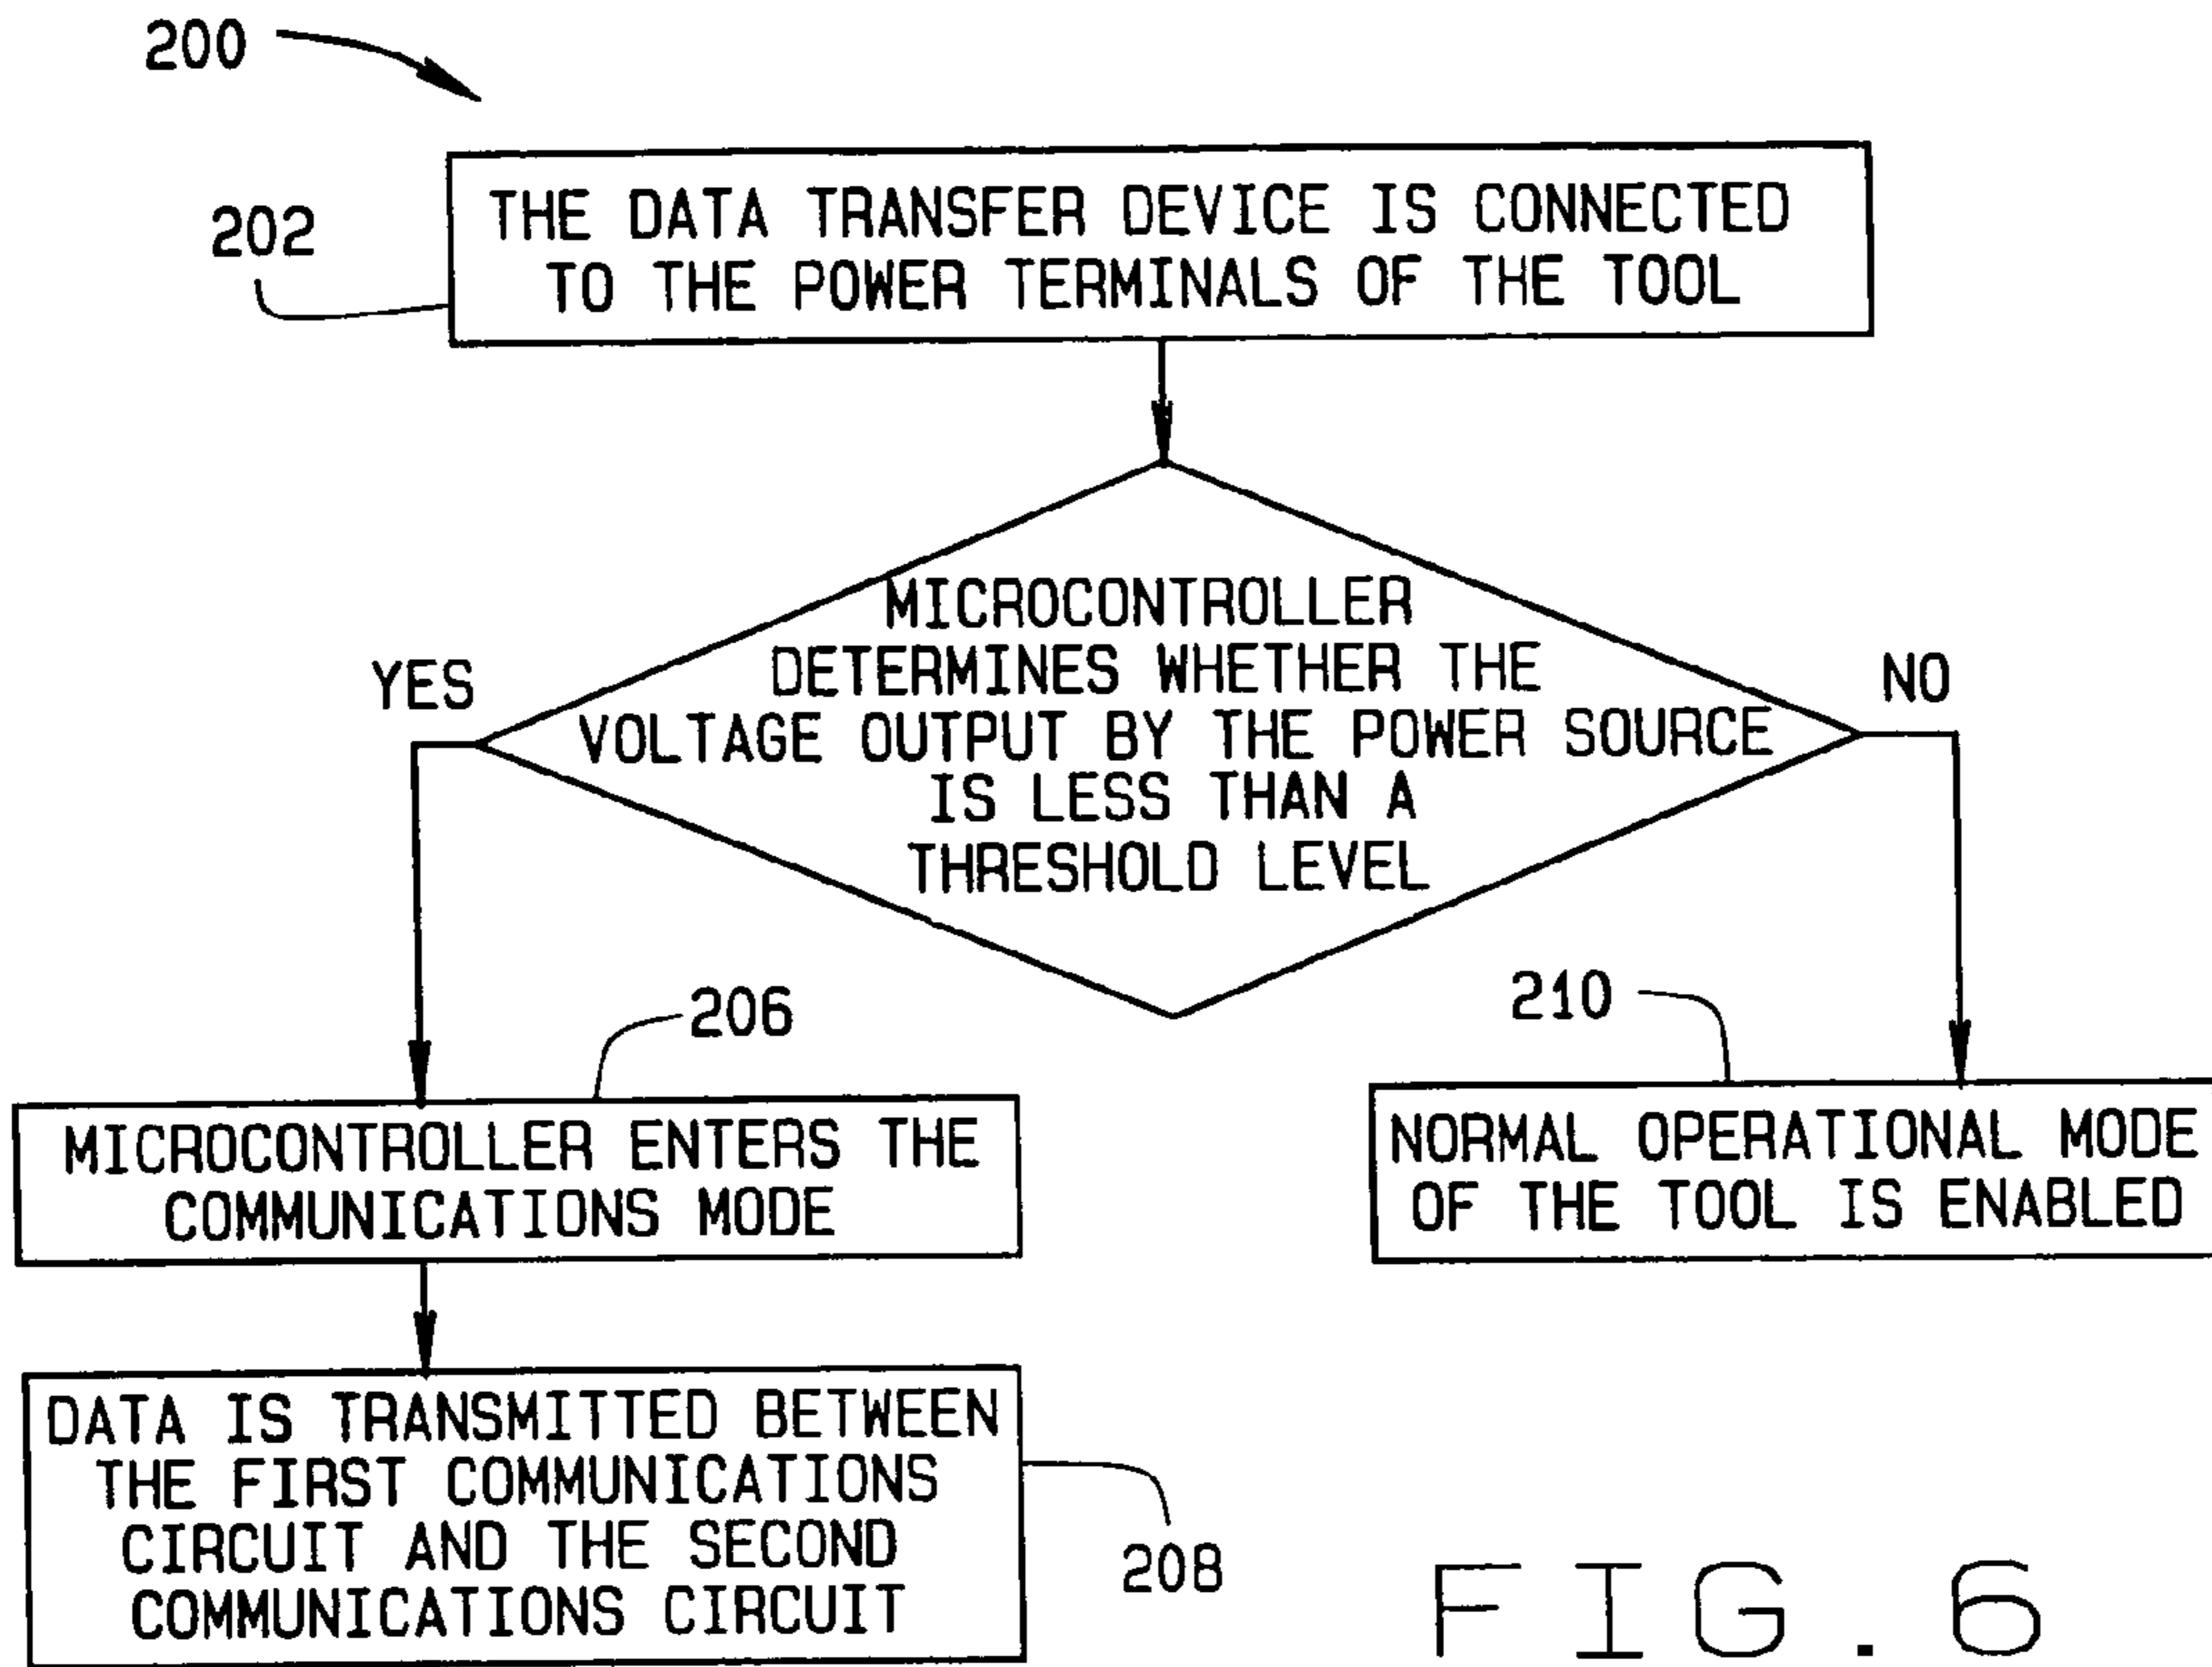 200
202
THE DATA TRANSFER DEVICE IS CONNECTED
TO THE POWER TERMINALS OF THE TOOL
MICROCONTROLLER
DETERMINES WHETHER THE
VOLTAGE OUTPUT BY THE POWER SOURCE
IS LESS THAN A
THRESHOLD LEVEL
YES
NO
206
210
MICROCONTROLLER ENTERS THE
COMMUNICATIONS MODE
NORMAL OPERATIONAL MODE
OF THE TOOL IS ENABLED
DATA IS TRANSMITTED BETWEEN
THE FIRST COMMUNICATIONS
CIRCUIT AND THE SECOND
COMMUNICATIONS CIRCUIT
208
FIG.6